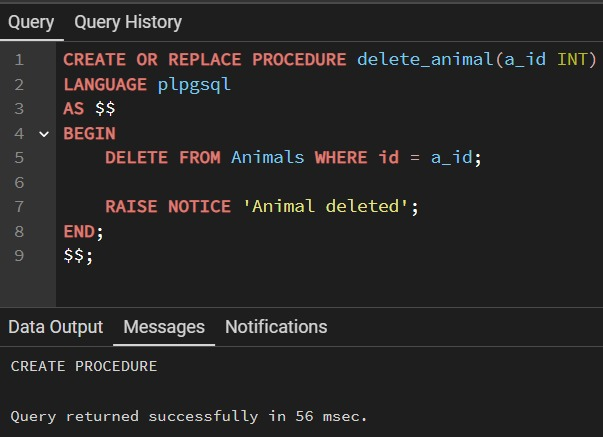 Query Query History
1 CREATE OR REPLACE PROCEDURE delete_animal(a_id INT)
2 LANGUAGE plpgsql
3 AS $$
4 BEGIN
5 DELETE FROM Animals WHERE id = a_id;
6
7 RAISE NOTICE 'Animal deleted';
8 END;
9 $$;
Data Output Messages Notifications
CREATE PROCEDURE
Query returned successfully in 56 msec.